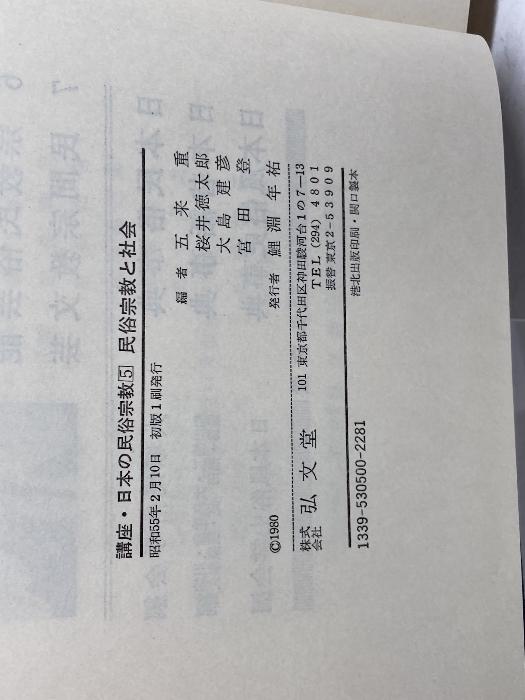 講座・日本の民俗宗教5 民俗宗教と社会
昭和55年2月10日 初版1刷発行
編者 五来重
桜井徳太郎
大島建彦
宮田登
発行者 鯉淵年祐
©1980
株式会社 弘文堂 101 東京都千代田区神田駿河台1の7―13
TEL (294) 4801
振替 東京2-53909
1339-530500-2281 港北出版印刷・関口製本